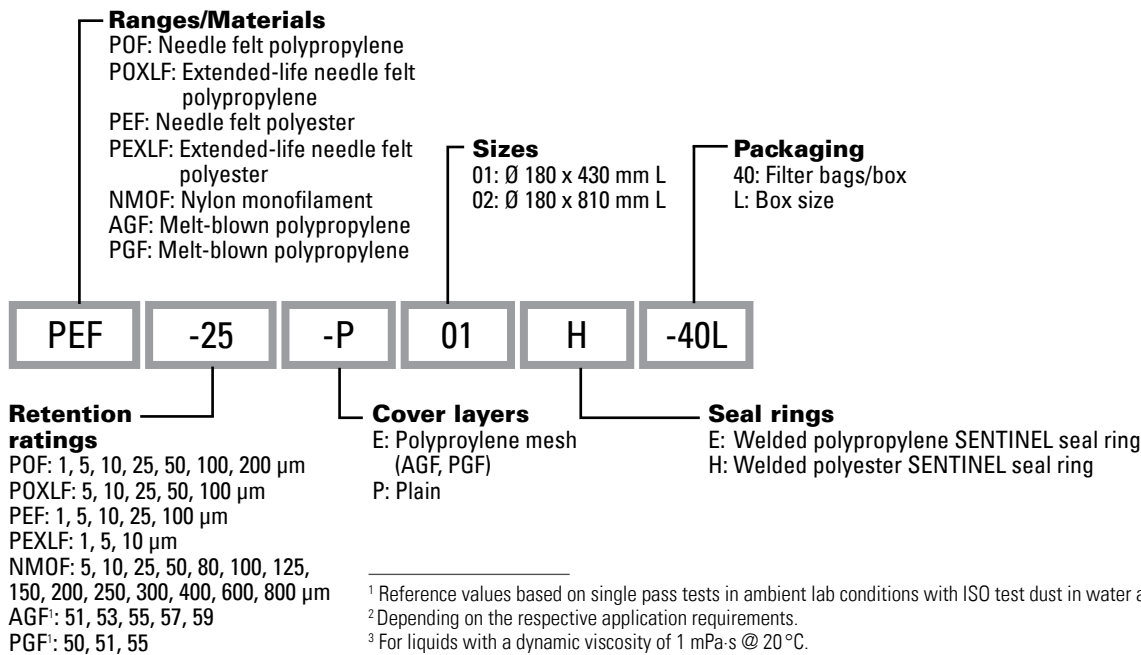 Ranges/Materials
POF: Needle felt polypropylene
POXLF: Extended-life needle felt
polypropylene
PEF: Needle felt polyester
PEXLF: Extended-life needle felt
polyester
NMOF: Nylon monofilament
AGF: Melt-blown polypropylene
PGF: Melt-blown polypropylene
Sizes
01: Ø 180 x 430 mm L
02: Ø 180 x 810 mm L
Packaging
40: Filter bags/box
L: Box size
PEF -25 -P 01 H -40L
Retention
ratings
POF: 1, 5, 10, 25, 50, 100, 200 µm
POXLF: 5, 10, 25, 50, 100 µm
PEF: 1, 5, 10, 25, 100 µm
PEXLF: 1, 5, 10 µm
NMOF: 5, 10, 25, 50, 80, 100, 125,
150, 200, 250, 300, 400, 600, 800 µm
AGF¹: 51, 53, 55, 57, 59
PGF¹: 50, 51, 55
Cover layers
E: Polyproylene mesh
(AGF, PGF)
P: Plain
Seal rings
E: Welded polypropylene SENTINEL seal ring
H: Welded polyester SENTINEL seal ring
¹ Reference values based on single pass tests in ambient lab conditions with ISO test dust in water
² Depending on the respective application requirements.
³ For liquids with a dynamic viscosity of 1 mPa·s @ 20°C.